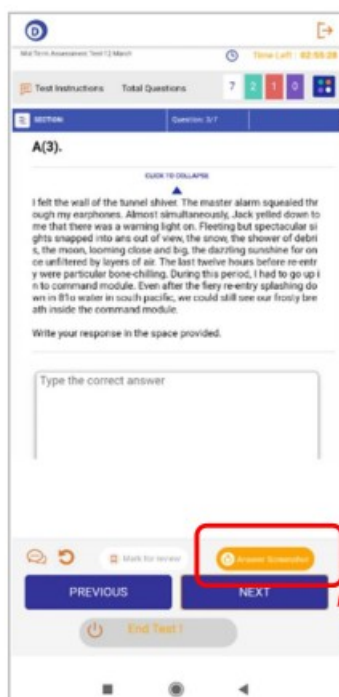 D
Mid Term Assessment Test-12 March
Time Left : 02:55:28
Test Instructions Total Questions 7 2 1 0
SECTION: Question: 3/7
A(3).
CLICK TO COLLAPSE
I felt the wall of the tunnel shiver. The master alarm squealed thr
ough my earphones. Almost simultaneously, Jack yelled down to
me that there was a warning light on. Fleeting but spectacular si
ghts snapped into ans out of view, the snow, the shower of debri
s, the moon, looming close and big, the dazzling sunshine for on
ce unfiltered by layers of air. The last twelve hours before re-entr
y were particular bone-chilling. During this period, I had to go up i
n to command module. Even after the fiery re-entry splashing do
wn in 81o water in south pacific, we could still see our frosty bre
ath inside the command module.
Write your response in the space provided.
Type the correct answer
Mark for review
Answer Screenshot
PREVIOUS NEXT
End Test !